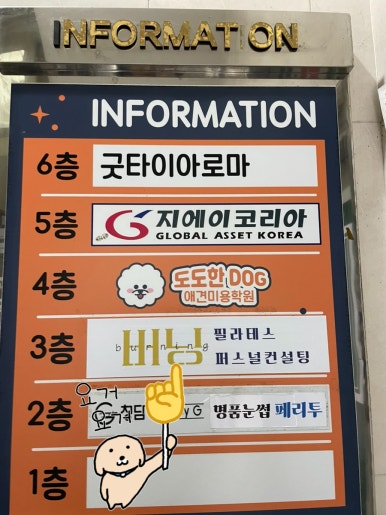 INFORMATION
INFORMATION
6층 굿타이아로마
5층 지에이코리아
GLOBAL ASSET KOREA
4층 도도한 DOG
애견미용학원
3층 버닝 burning 필라테스
퍼스널컨설팅
요거
2층 명품눈썹 페리투
1층